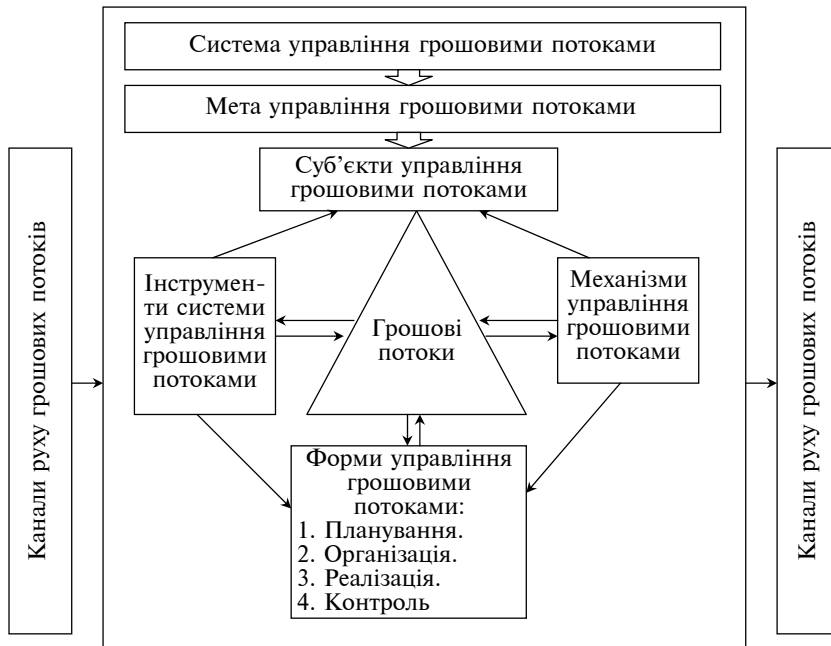 Система управління грошовими потоками
Мета управління грошовими потоками
Суб’єкти управління
грошовими потоками
Канали руху грошових потоків
Інструмен-
ти системи
управління
грошовими
потоками
Грошові
потоки
Механізми
управління
грошовими
потоками
Канали руху грошових потоків
Форми управління
грошовими
потоками:
1. Планування.
2. Організація.
3. Реалізація.
4. Контроль